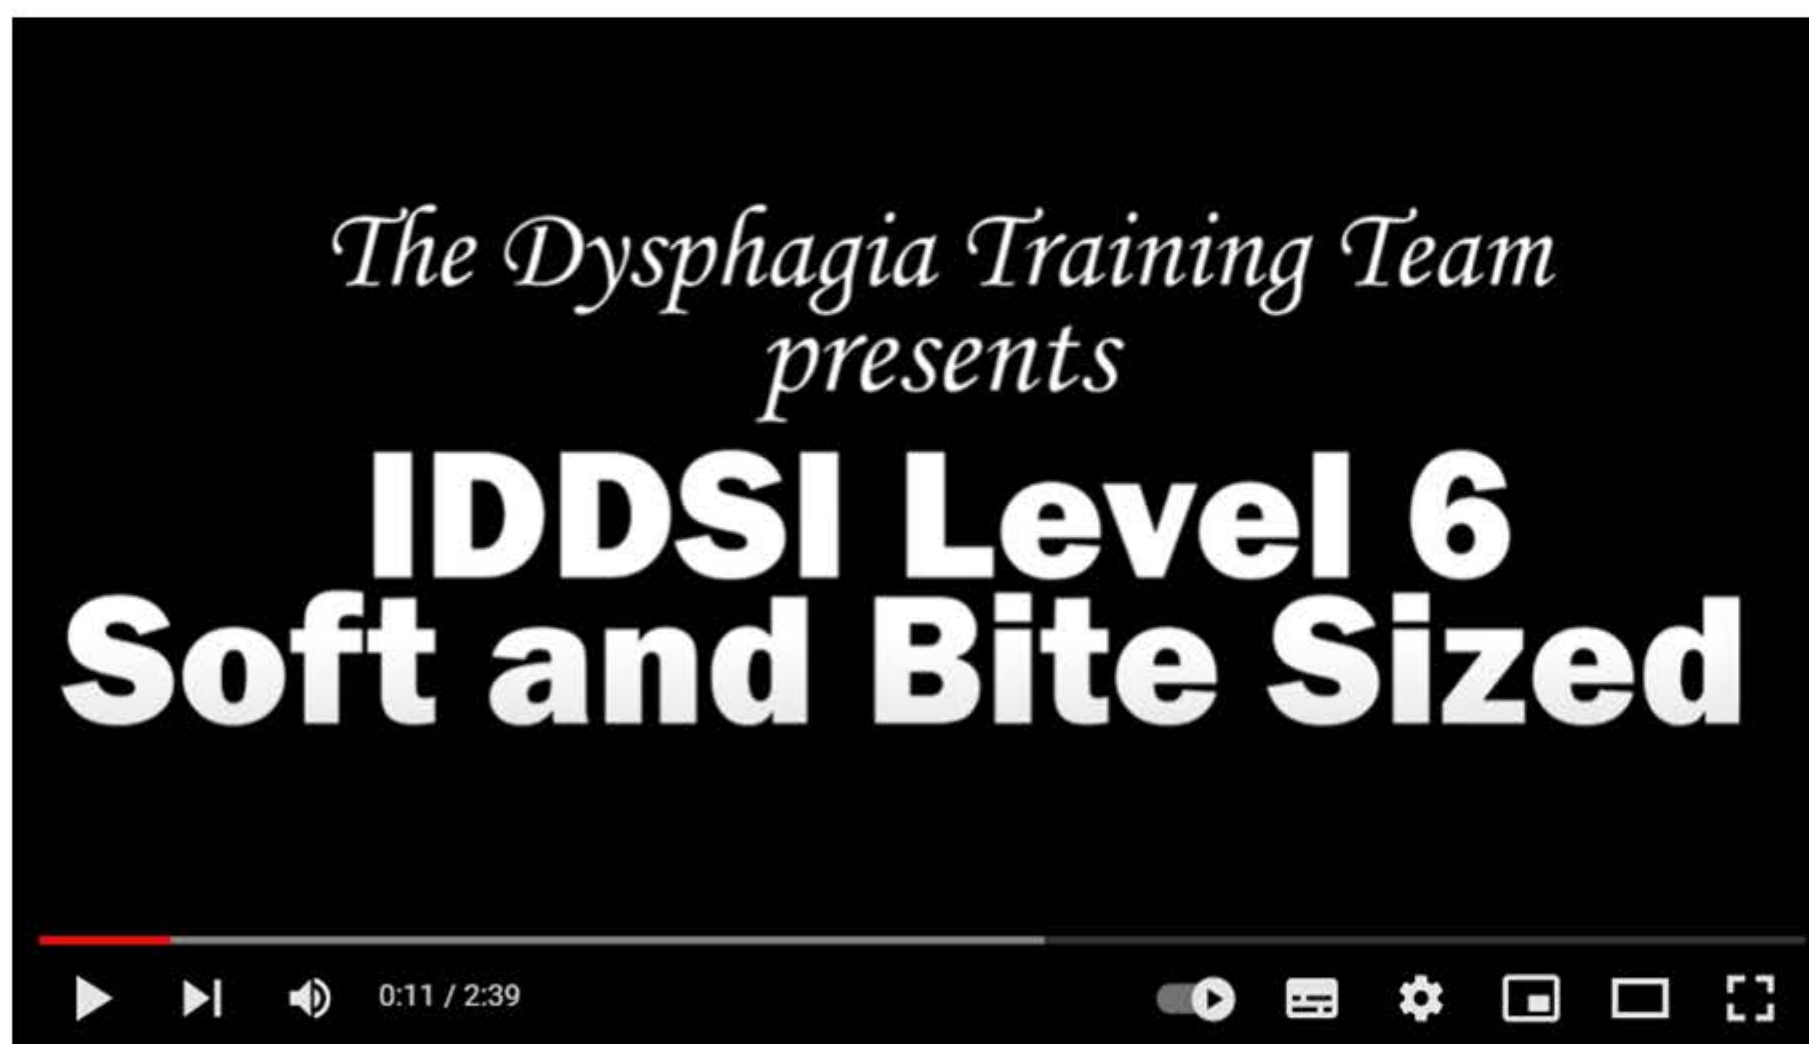 The Dysphagia Training Team
presents
IDDSI Level 6
Soft and Bite Sized
0:11 / 2:39